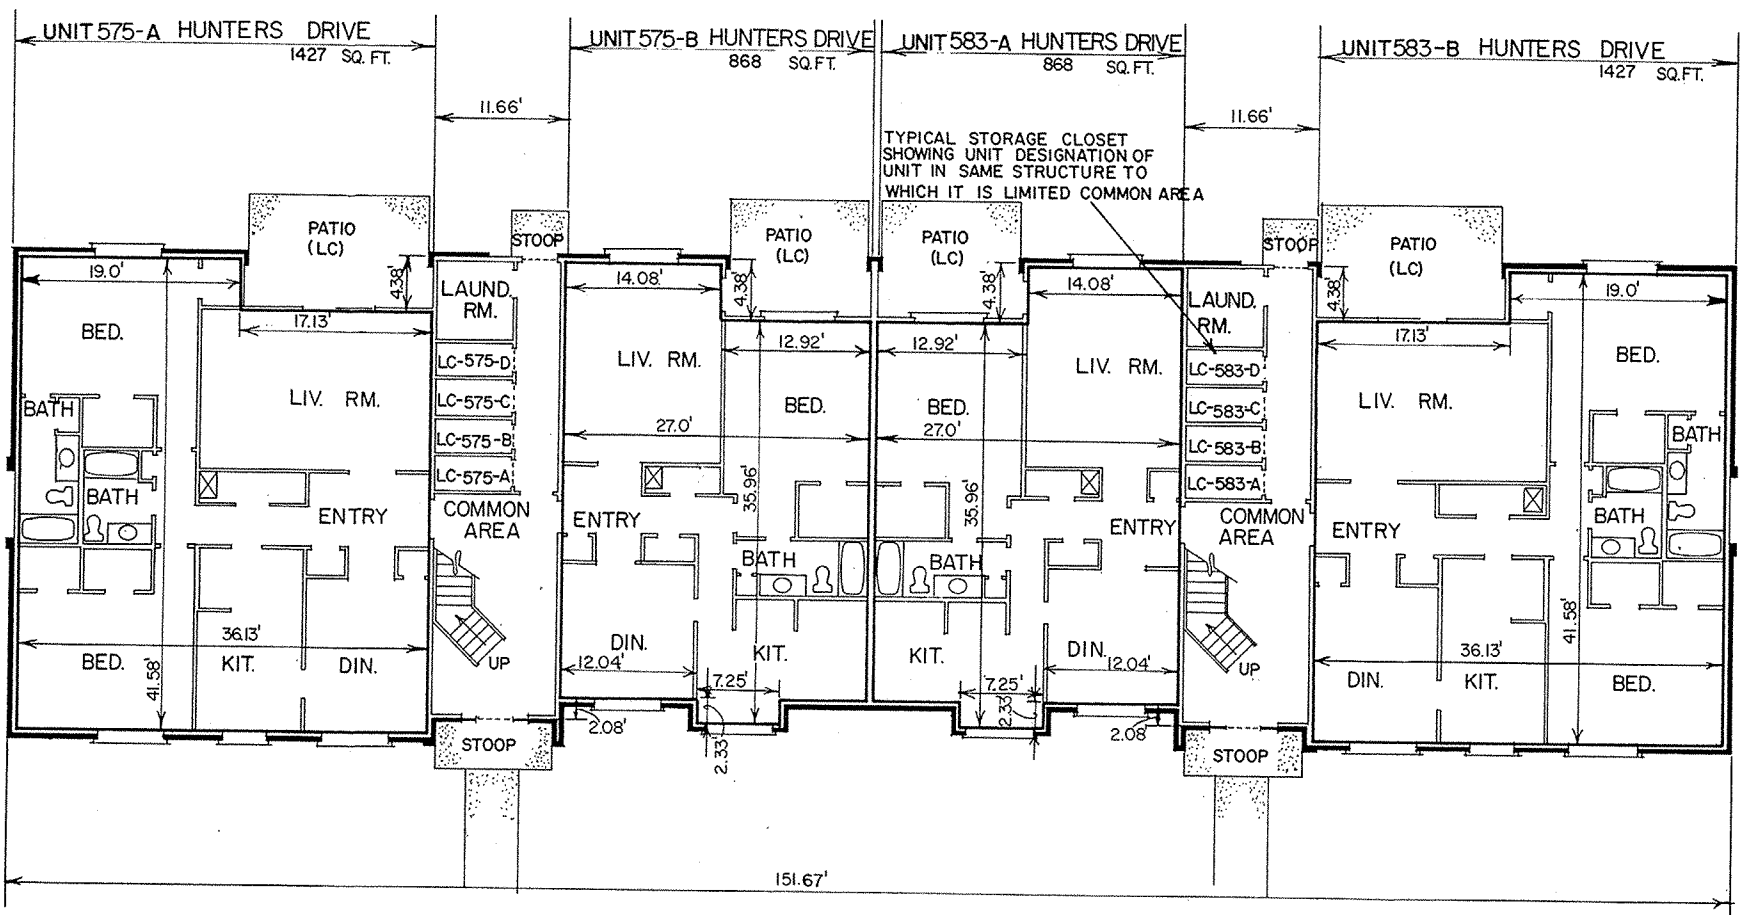 UNIT 575-A HUNTERS DRIVE
1427 SQ. FT.
UNIT 575-B HUNTERS DRIVE
868 SQ. FT.
UNIT 583-A HUNTERS DRIVE
868 SQ. FT.
UNIT 583-B HUNTERS DRIVE
1427 SQ. FT.
11.66'
11.66'
TYPICAL STORAGE CLOSET
SHOWING UNIT DESIGNATION OF
UNIT IN SAME STRUCTURE TO
WHICH IT IS LIMITED COMMON AREA
PATIO
(LC)
STOOP
PATIO
(LC)
PATIO
(LC)
STOOP
PATIO
(LC)
19.0'
4.38'
17.13'
BED.
LIV. RM.
BATH
BATH
ENTRY
36.13'
41.58'
BED.
KIT.
DIN.
LAUND.
RM.
LC-575-D
LC-575-C
LC-575-B
LC-575-A
COMMON
AREA
UP
STOOP
14.08'
4.38'
12.92'
LIV. RM.
BED.
27.0'
35.96'
ENTRY
BATH
DIN.
12.04'
KIT.
7.25'
2.08'
2.33'
4.38'
14.08'
12.92'
LIV. RM.
BED.
27.0'
35.96'
ENTRY
BATH
KIT.
DIN.
12.04'
7.25'
2.33'
2.08'
LAUND.
RM.
LC-583-D
LC-583-C
LC-583-B
LC-583-A
COMMON
AREA
UP
STOOP
4.38'
19.0'
17.13'
BED.
LIV. RM.
BATH
BATH
ENTRY
41.58'
36.13'
DIN.
KIT.
BED.
151.67'